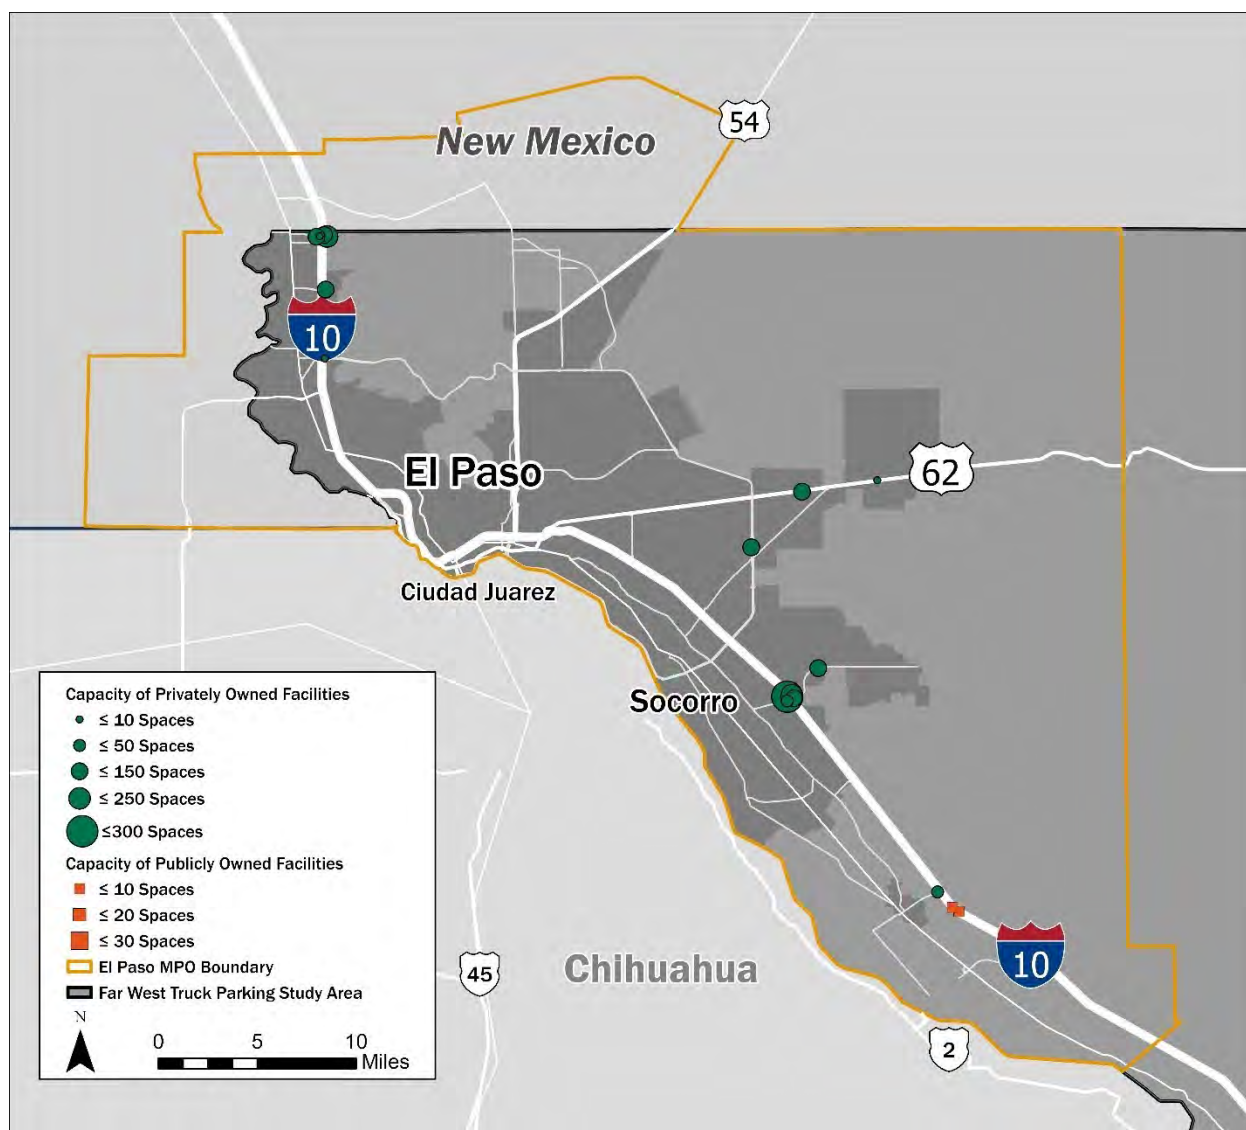 54
New Mexico
10
El Paso
62
Ciudad Juarez
Socorro
Capacity of Privately Owned Facilities
≤ 10 Spaces
≤ 50 Spaces
≤ 150 Spaces
≤ 250 Spaces
≤300 Spaces
Capacity of Publicly Owned Facilities
≤ 10 Spaces
≤ 20 Spaces
≤ 30 Spaces
El Paso MPO Boundary
Far West Truck Parking Study Area
N
0 5 10
Miles
45
Chihuahua
10
2